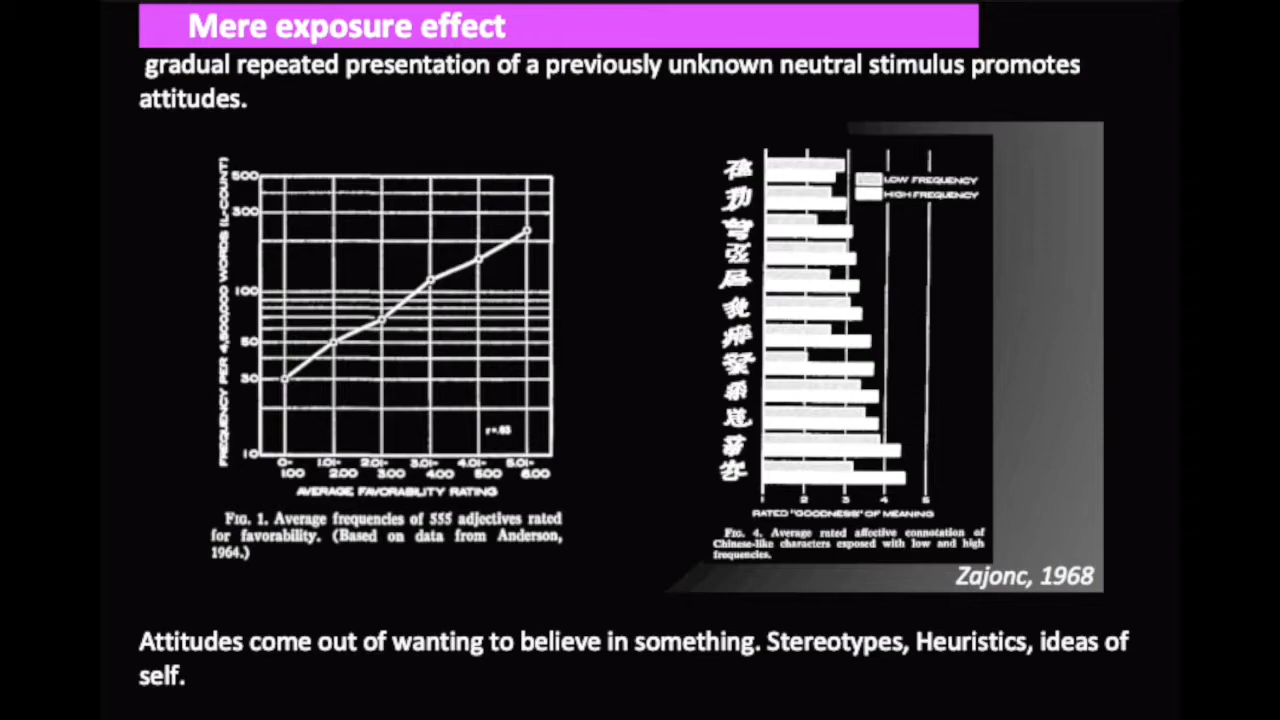 Mere exposure effect
gradual repeated presentation of a previously unknown neutral stimulus promotes
attitudes.
FREQUENCY PER 4,500,000 WORDS (L-COUNT)
500
300
100
50
30
10
0- 1.01- 2.01- 3.01- 4.01- 5.01-
1.00 2.00 3.00 4.00 5.00 6.00
r=.83
AVERAGE FAVORABILITY RATING
FIG. 1. Average frequencies of 555 adjectives rated
for favorability. (Based on data from Anderson,
1964.)
LOW FREQUENCY
HIGH FREQUENCY
1 2 3 4 5
RATED "GOODNESS" OF MEANING
FIG. 4. Average rated affective connotation of
Chinese-like characters exposed with low and high
frequencies.
Zajonc, 1968
Attitudes come out of wanting to believe in something. Stereotypes, Heuristics, ideas of
self.